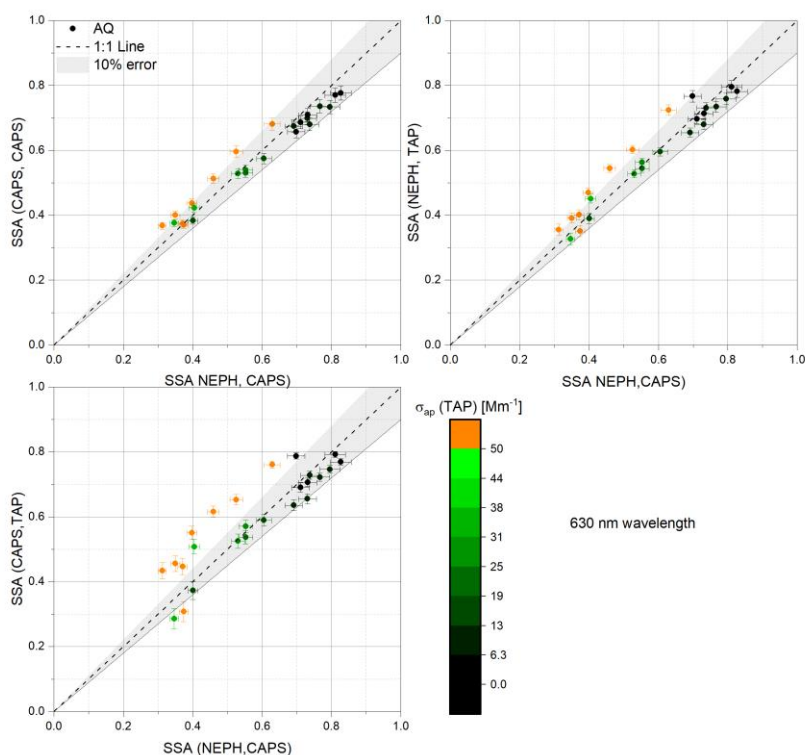 1.0
0.8
0.6
0.4
0.2
0.0
SSA (CAPS, CAPS)
AQ
1:1 Line
10% error
0.0 0.2 0.4 0.6 0.8 1.0
SSA NEPH, CAPS)
1.0
0.8
0.6
0.4
0.2
0.0
SSA (NEPH, TAP)
0.0 0.2 0.4 0.6 0.8 1.0
SSA NEPH,CAPS)
1.0
0.8
0.6
0.4
0.2
0.0
SSA (CAPS,TAP)
0.0 0.2 0.4 0.6 0.8 1.0
SSA (NEPH,CAPS)
σap (TAP) [Mm⁻¹]
50
44
38
31
25
19
13
6.3
0.0
630 nm wavelength